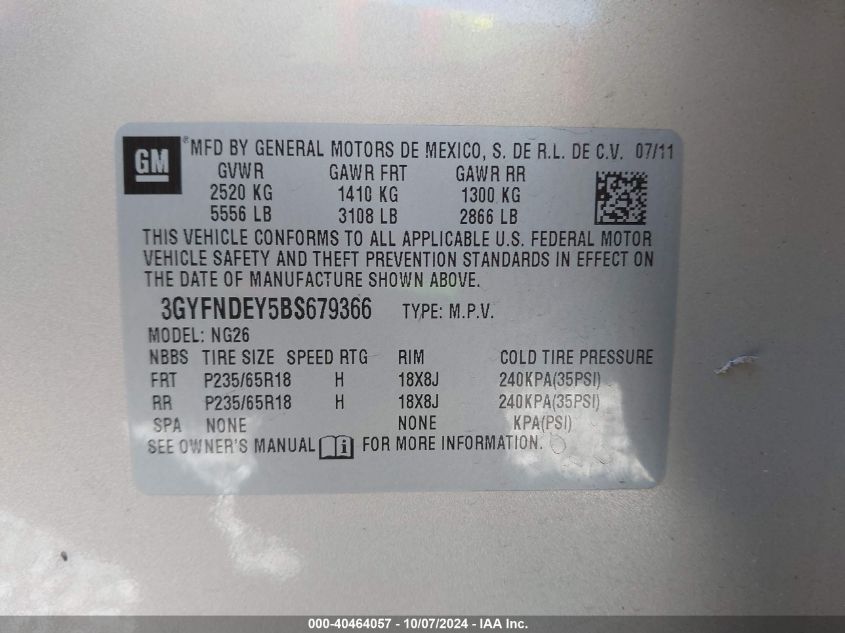 GM ® MFD BY GENERAL MOTORS DE MEXICO, S. DE R.L. DE C.V. 07/11
GVWR GAWR FRT GAWR RR
2520 KG 1410 KG 1300 KG
5556 LB 3108 LB 2866 LB
THIS VEHICLE CONFORMS TO ALL APPLICABLE U.S. FEDERAL MOTOR
VEHICLE SAFETY AND THEFT PREVENTION STANDARDS IN EFFECT ON
THE DATE OF MANUFACTURE SHOWN ABOVE.
3GYFNDEY5BS679366 TYPE: M.P.V.
MODEL: NG26
NBBS TIRE SIZE SPEED RTG RIM COLD TIRE PRESSURE
FRT P235/65R18 H 18X8J 240KPA(35PSI)
RR P235/65R18 H 18X8J 240KPA(35PSI)
SPA NONE NONE KPA(PSI)
SEE OWNER'S MANUAL i FOR MORE INFORMATION.
000-40464057 - 10/07/2024 - IAA Inc.